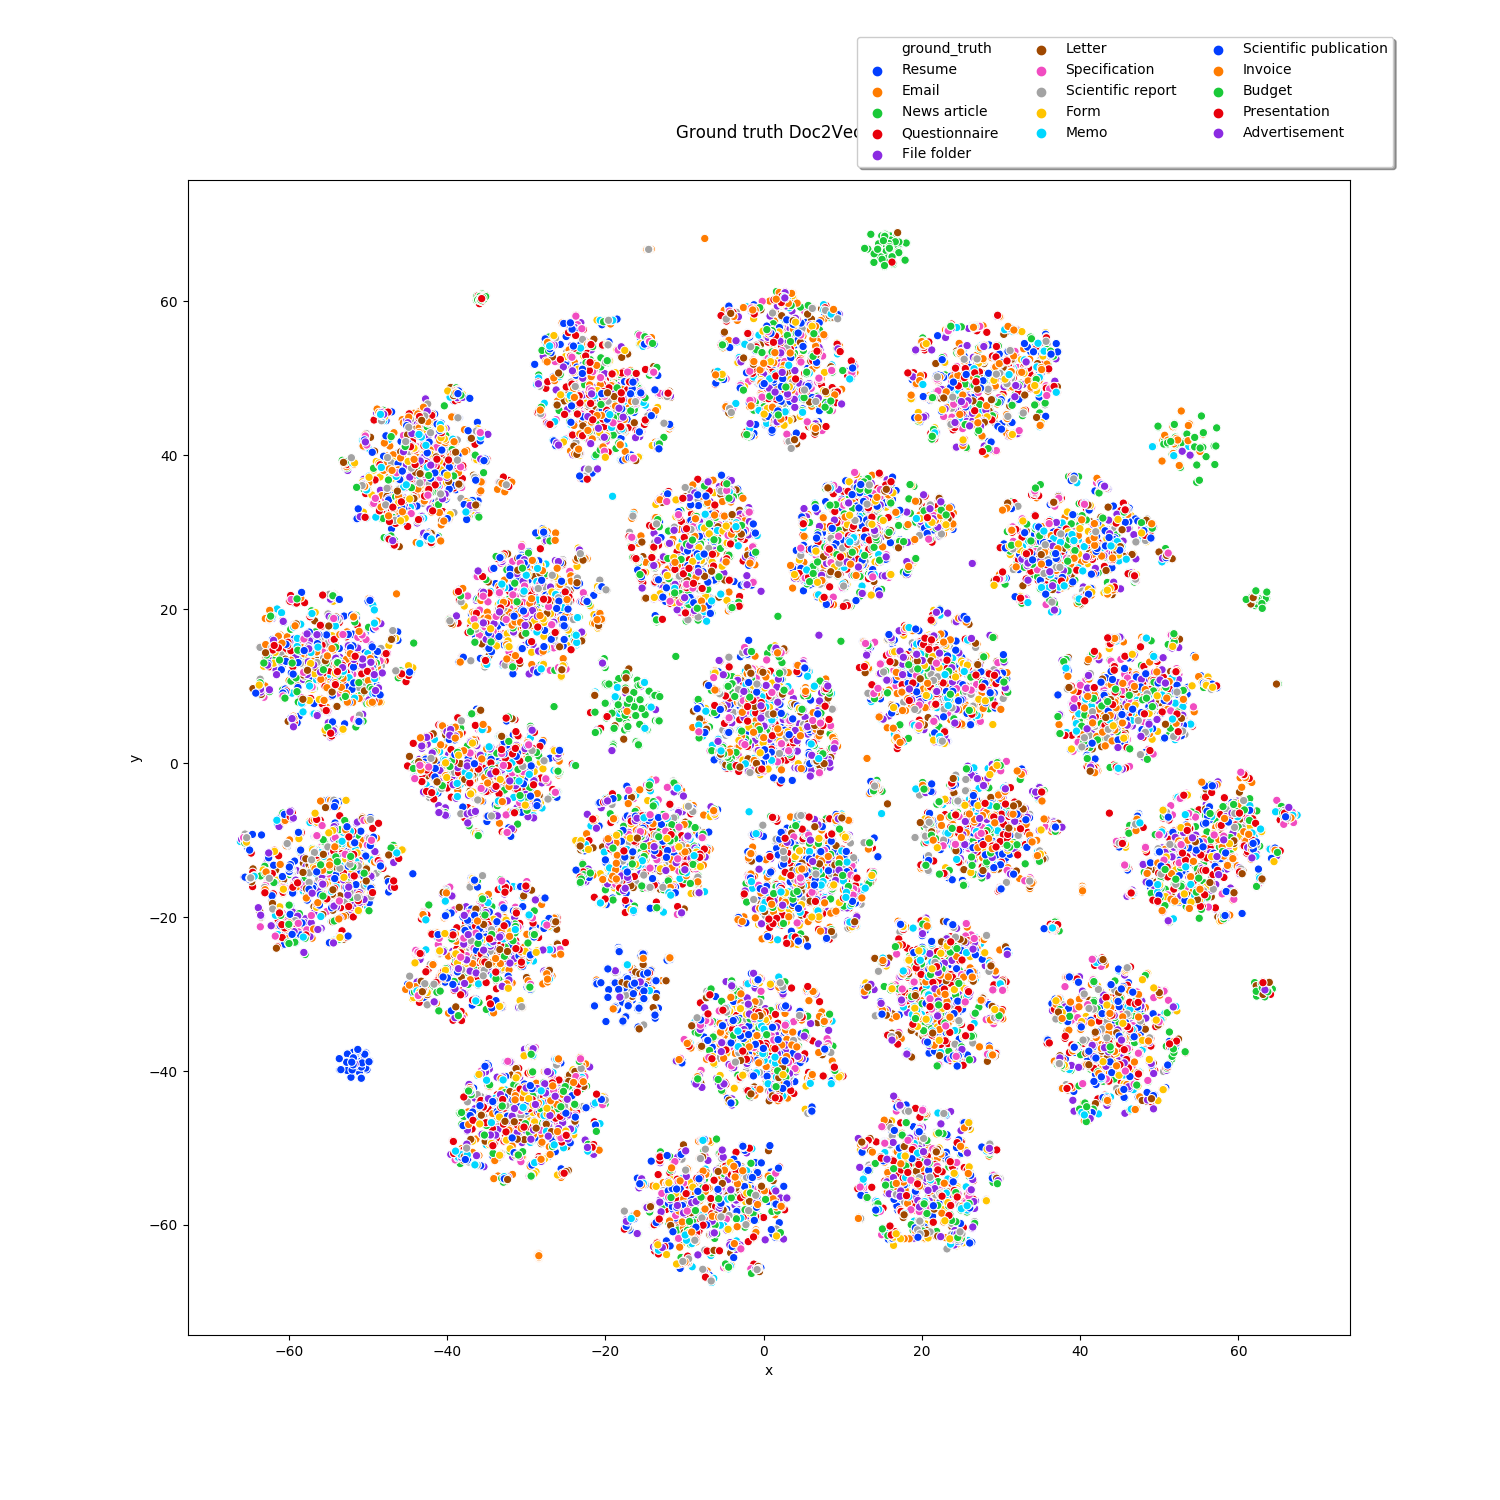 ground_truth
Resume
Email
News article
Questionnaire
File folder
Letter
Specification
Scientific report
Form
Memo
Scientific publication
Invoice
Budget
Presentation
Advertisement
Ground truth
y
60
40
20
0
−20
−40
−60
−60 −40 −20 0 20 40 60
x